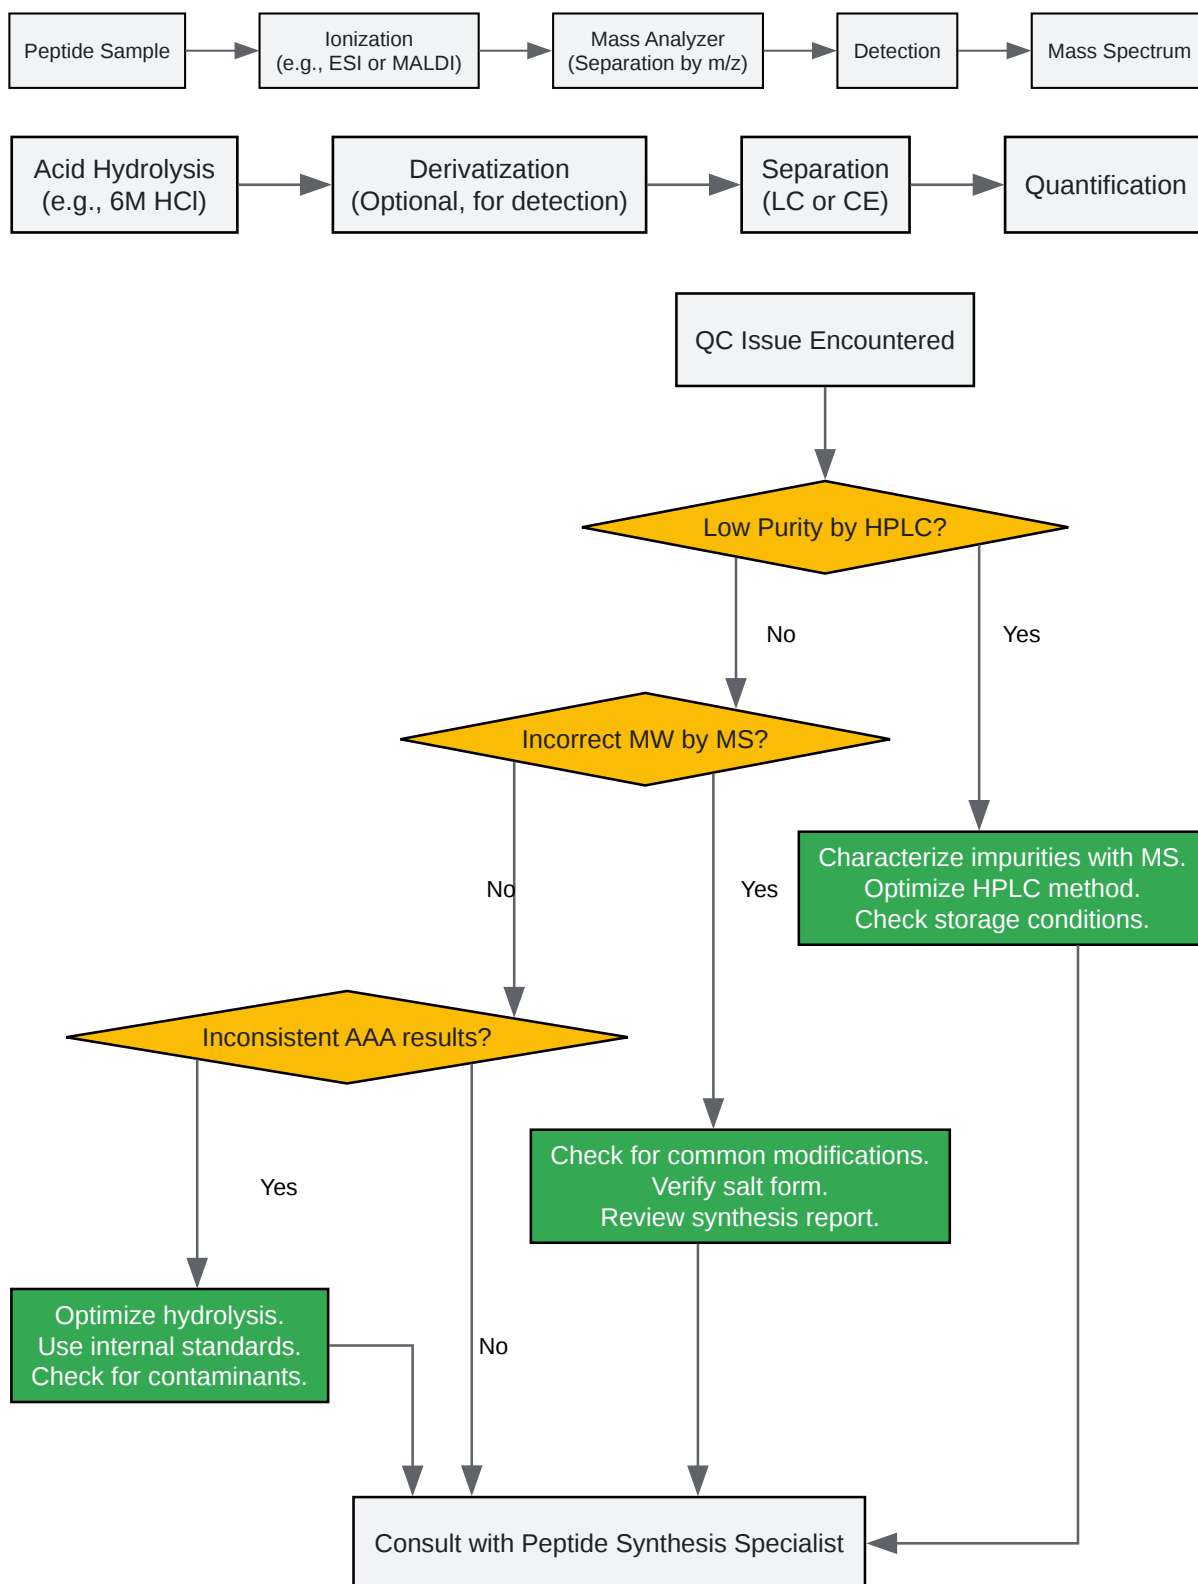 Peptide Sample
Ionization
(e.g., ESI or MALDI)
Mass Analyzer
(Separation by m/z)
Detection
Mass Spectrum
Acid Hydrolysis
(e.g., 6M HCl)
Derivatization
(Optional, for detection)
Separation
(LC or CE)
Quantification
QC Issue Encountered
Low Purity by HPLC?
No
Yes
Incorrect MW by MS?
Characterize impurities with MS.
Optimize HPLC method.
Check storage conditions.
No
Yes
Inconsistent AAA results?
Check for common modifications.
Verify salt form.
Review synthesis report.
Yes
Optimize hydrolysis.
Use internal standards.
Check for contaminants.
No
Consult with Peptide Synthesis Specialist